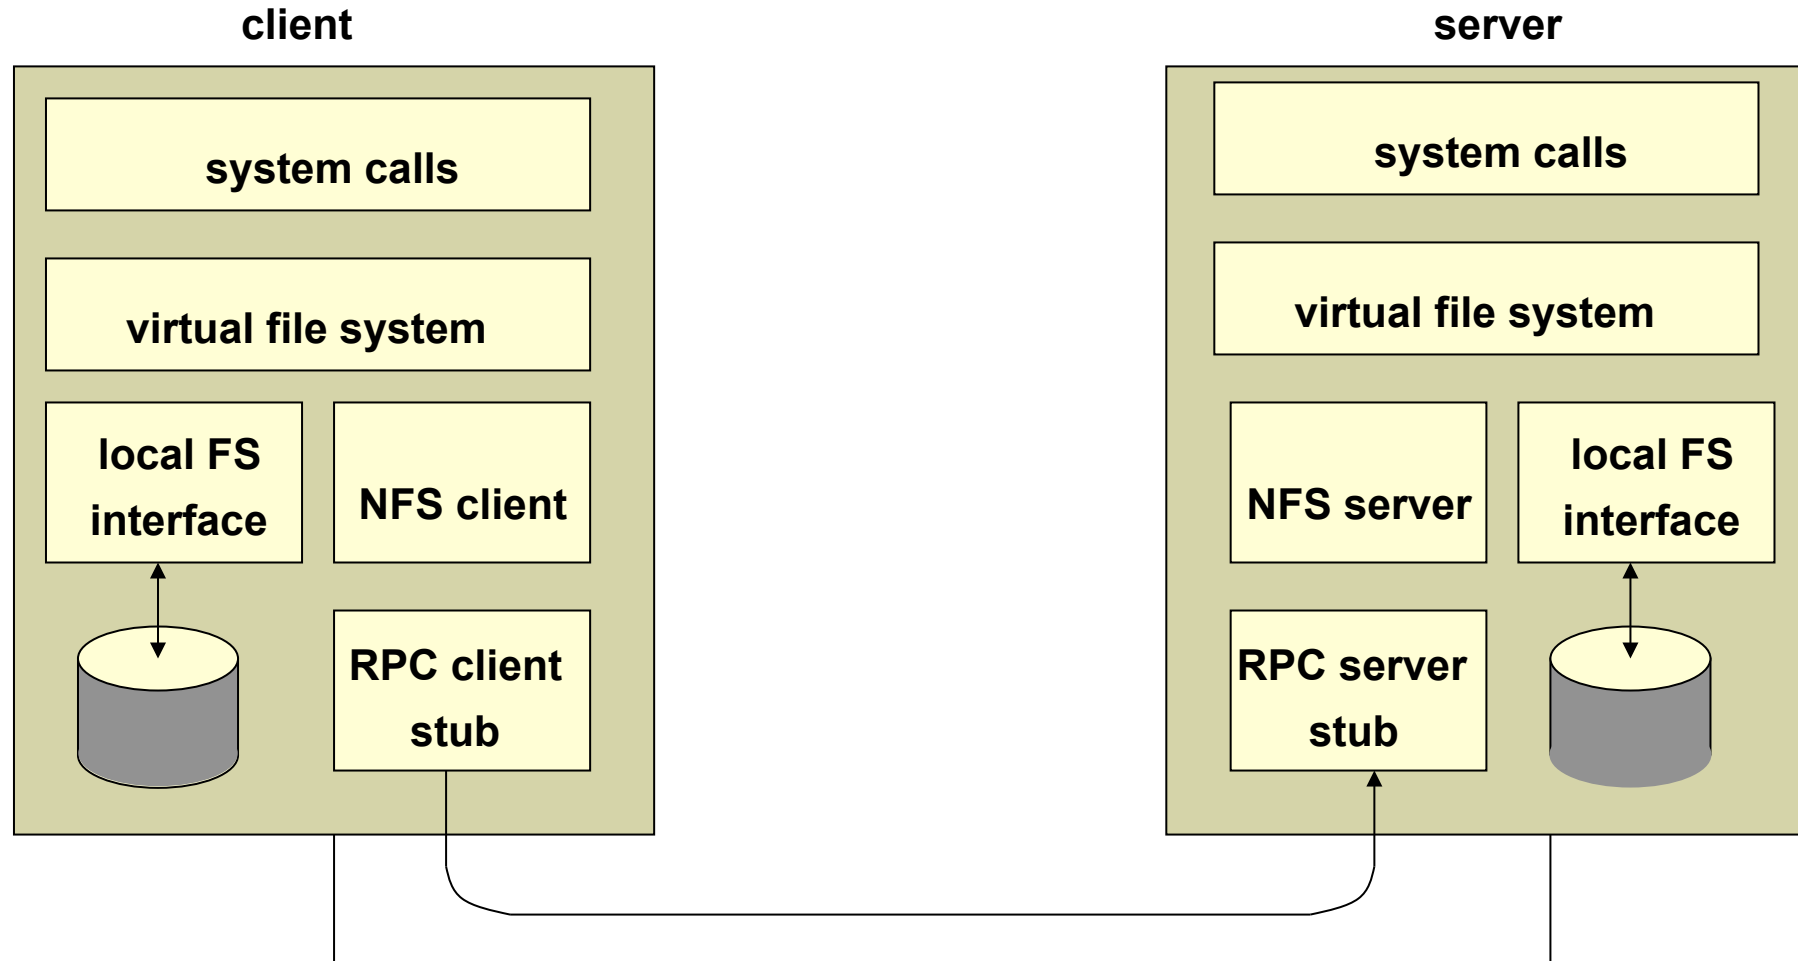 client
system calls
virtual file system
local FS
interface
NFS client
RPC client
stub
server
system calls
virtual file system
NFS server
local FS
interface
RPC server
stub